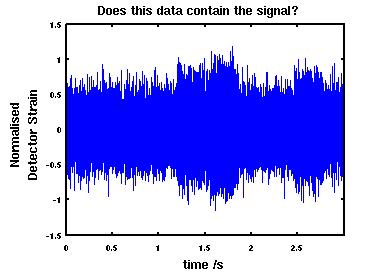 Does this data contain the signal?
1.5
1
0.5
0
-0.5
-1
-1.5
Normalised
Detector Strain
0 0.5 1 1.5 2 2.5
time /s